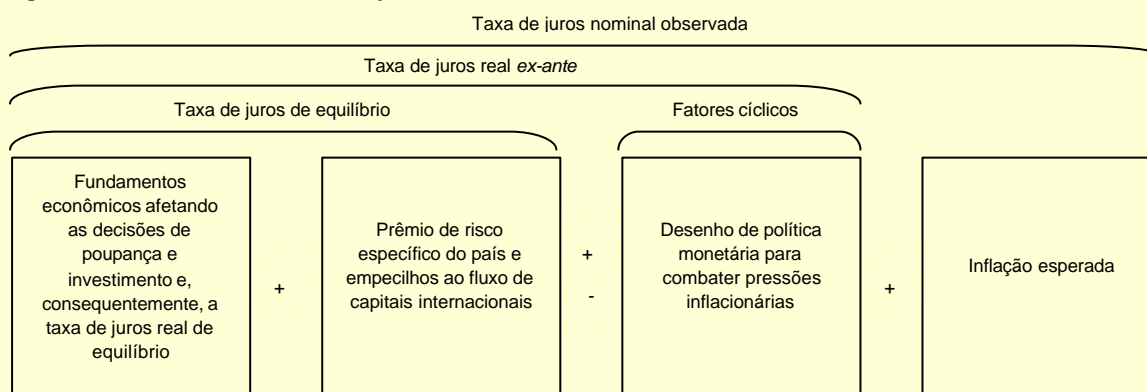 Taxa de juros nominal observada
Taxa de juros real ex-ante
Taxa de juros de equilíbrio
Fatores cíclicos
Fundamentos
econômicos afetando
as decisões de
poupança e
investimento e,
consequentemente, a
taxa de juros real de
equilíbrio
+
Prêmio de risco
específico do país e
empecilhos ao fluxo de
capitais internacionais
+
-
Desenho de política
monetária para
combater pressões
inflacionárias
+
Inflação esperada